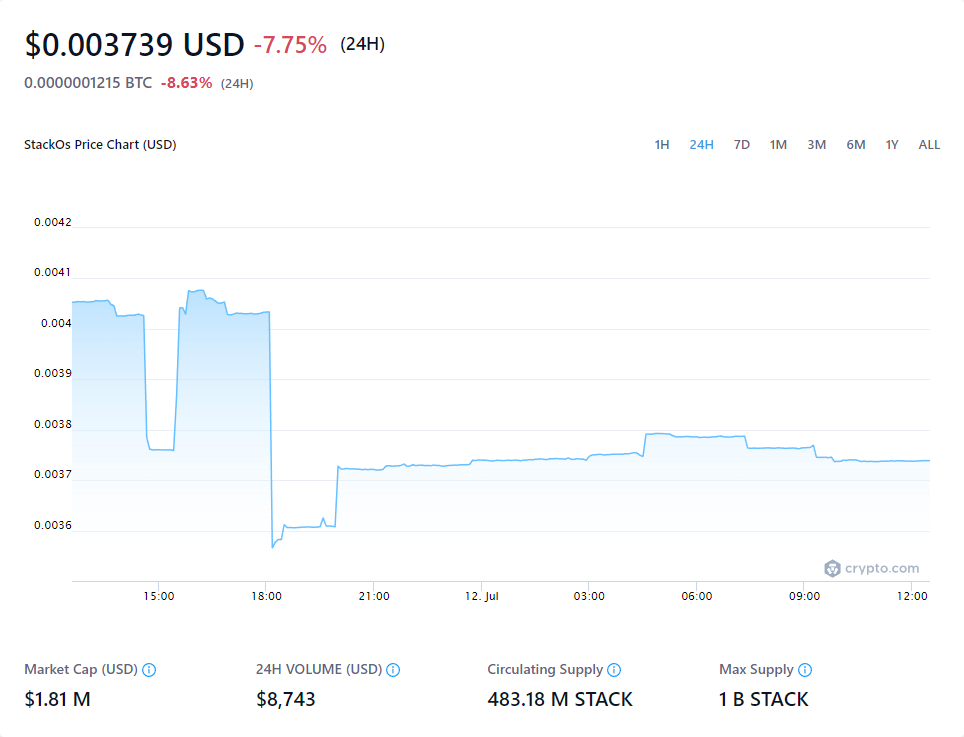 $0.003739 USD -7.75% (24H)
0.0000001215 BTC -8.63% (24H)
StackOs Price Chart (USD) 1H 24H 7D 1M 3M 6M 1Y ALL
0.0042
0.0041
0.004
0.0039
0.0038
0.0037
0.0036
crypto.com
15:00 18:00 21:00 12. Jul 03:00 06:00 09:00 12:00
Market Cap (USD) 24H VOLUME (USD) Circulating Supply Max Supply
$1.81 M $8,743 483.18 M STACK 1 B STACK